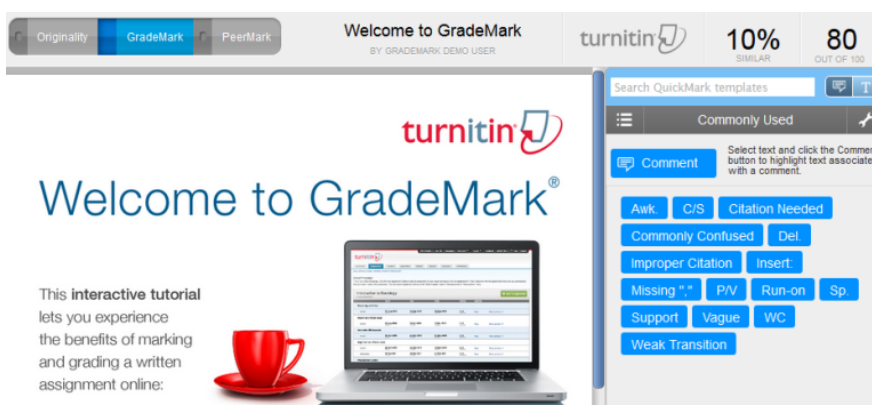 Originality GradeMark PeerMark
Welcome to GradeMark
BY GRADEMARK DEMO USER
turnitin
10%
SIMILAR
80
OUT OF 100
turnitin
Welcome to GradeMark®
This interactive tutorial
lets you experience
the benefits of marking
and grading a written
assignment online:
turnitin
Search QuickMark templates
T
Commonly Used
Comment
Select text and click the Commen
button to highlight text associate
with a comment.
Awk. C/S Citation Needed
Commonly Confused Del.
Improper Citation Insert:
Missing "," P/V Run-on Sp.
Support Vague WC
Weak Transition